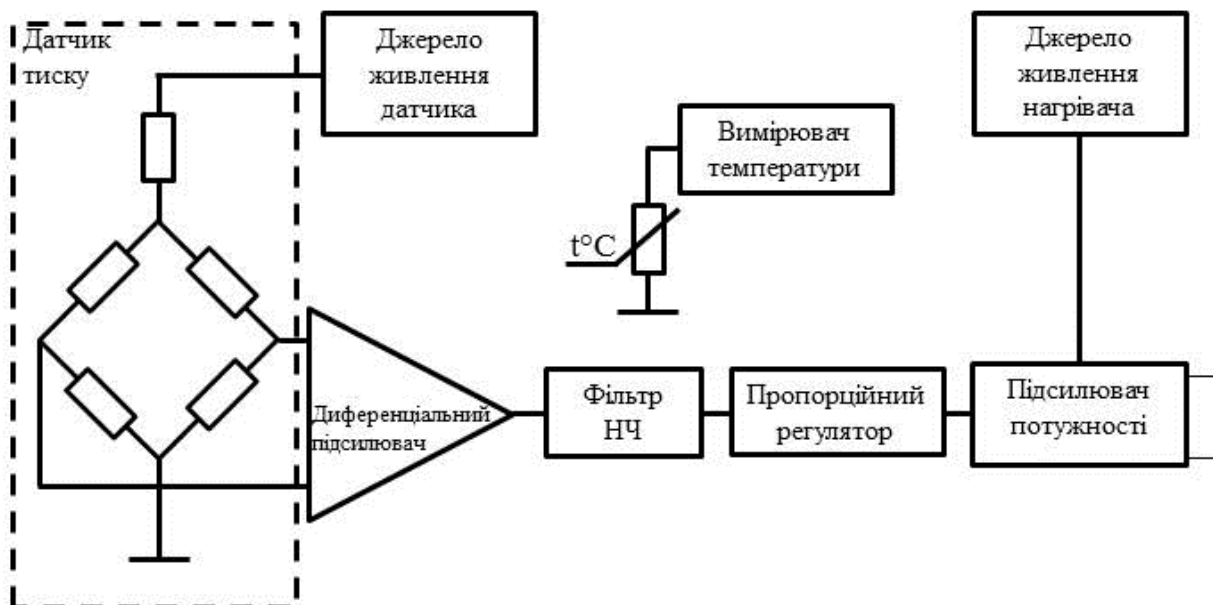 Датчик
тиску
Джерело
живлення
датчика
Джерело
живлення
нагрівача
Вимірювач
температури
t°C
Диференціальний
підсилювач
Фільтр
НЧ
Пропорційний
регулятор
Підсилювач
потужності